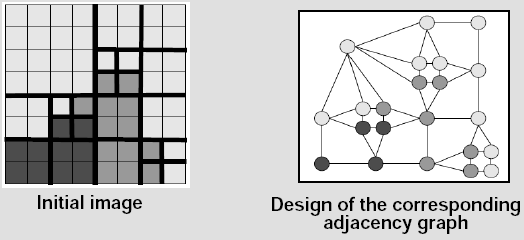 Initial image
Design of the corresponding
adjacency graph